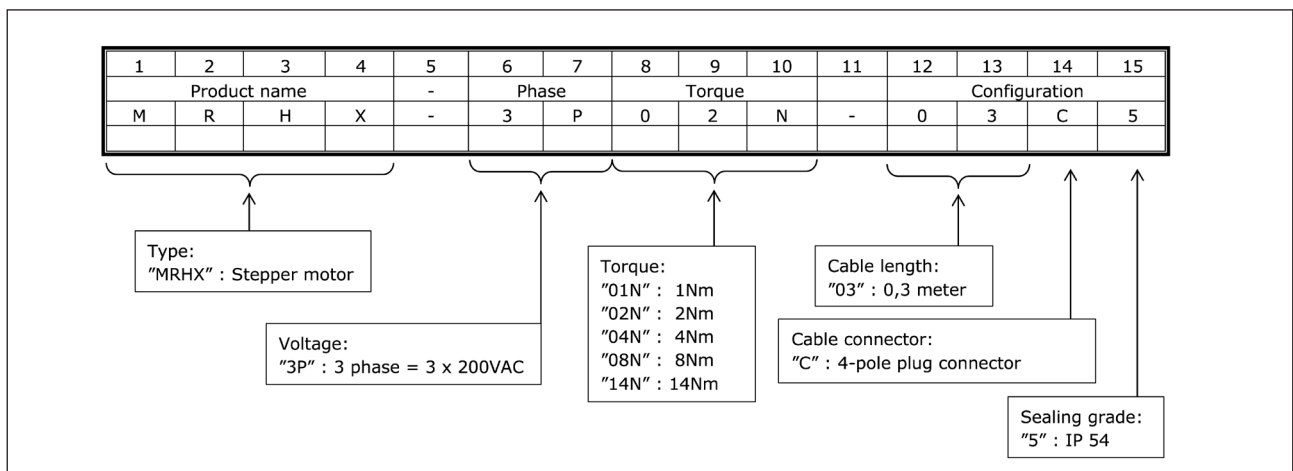 1 2 3 4 5 6 7 8 9 10 11 12 13 14 15
Product name - Phase Torque Configuration
M R H X - 3 P 0 2 N - 0 3 C 5
Type:
"MRHX" : Stepper motor
Voltage:
"3P" : 3 phase = 3 x 200VAC
Torque:
"01N" : 1Nm
"02N" : 2Nm
"04N" : 4Nm
"08N" : 8Nm
"14N" : 14Nm
Cable length:
"03" : 0,3 meter
Cable connector:
"C" : 4-pole plug connector
Sealing grade:
"5" : IP 54